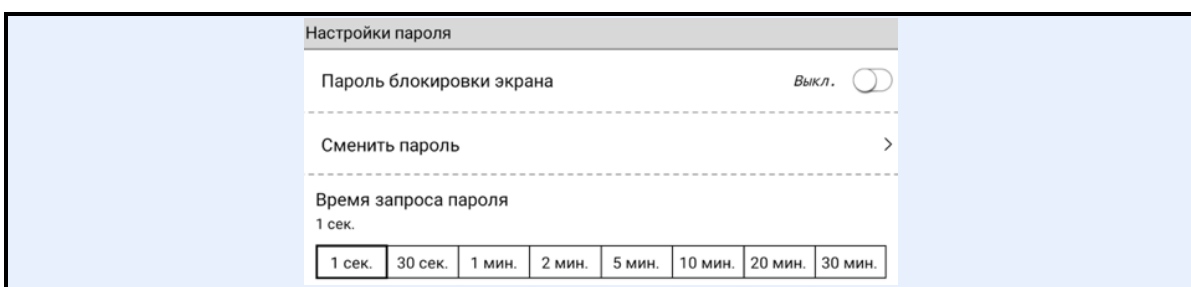 Настройки пароля
Пароль блокировки экрана Выкл.
Сменить пароль
Время запроса пароля
1 сек.
1 сек. 30 сек. 1 мин. 2 мин. 5 мин. 10 мин. 20 мин. 30 мин.